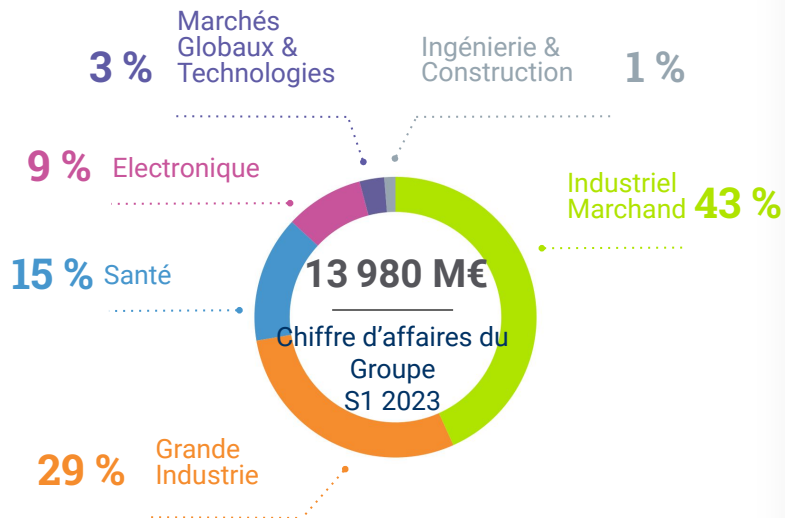 Marchés
Globaux &
Technologies
3 %
Ingénierie &
Construction
1 %
9 %
Electronique
Industriel
Marchand
43 %
15 %
Santé
13 980 M€
Chiffre d’affaires du
Groupe
S1 2023
29 %
Grande
Industrie